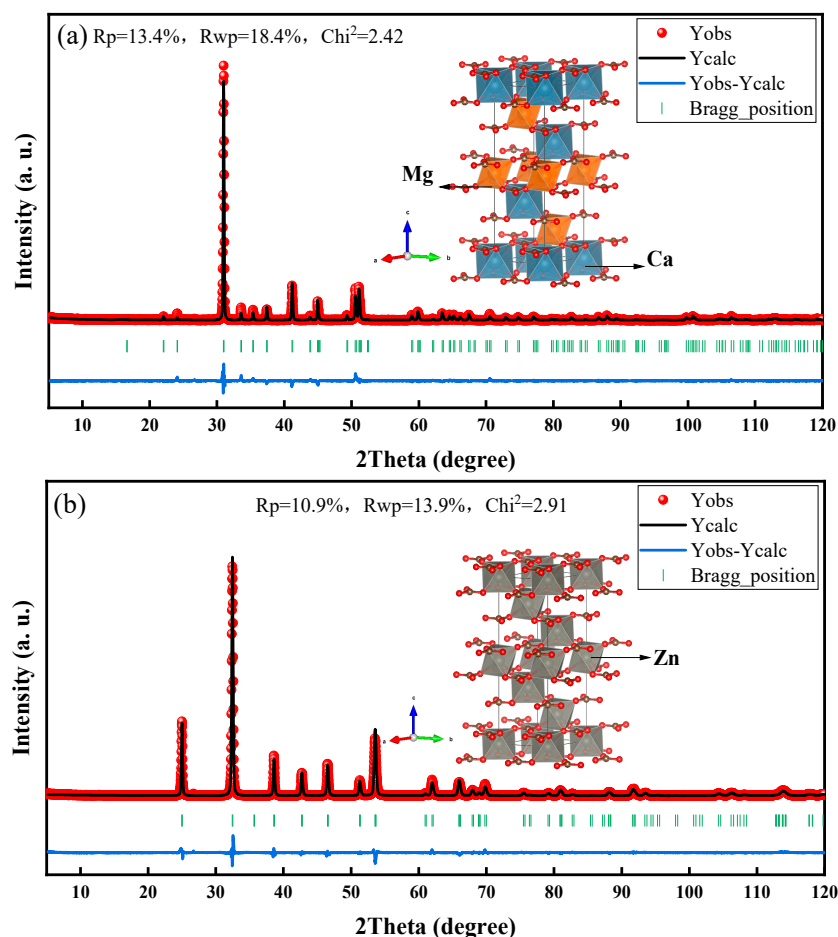 (a)
Rp=13.4%，Rwp=18.4%，Chi²=2.42
Yobs
Ycalc
Yobs-Ycalc
Bragg_position
Mg
Ca
c
a
b
Intensity (a. u.)
10 20 30 40 50 60 70 80 90 100 110 120
2Theta (degree)
(b)
Rp=10.9%，Rwp=13.9%，Chi²=2.91
Yobs
Ycalc
Yobs-Ycalc
Bragg_position
Zn
c
a
b
Intensity (a. u.)
10 20 30 40 50 60 70 80 90 100 110 120
2Theta (degree)